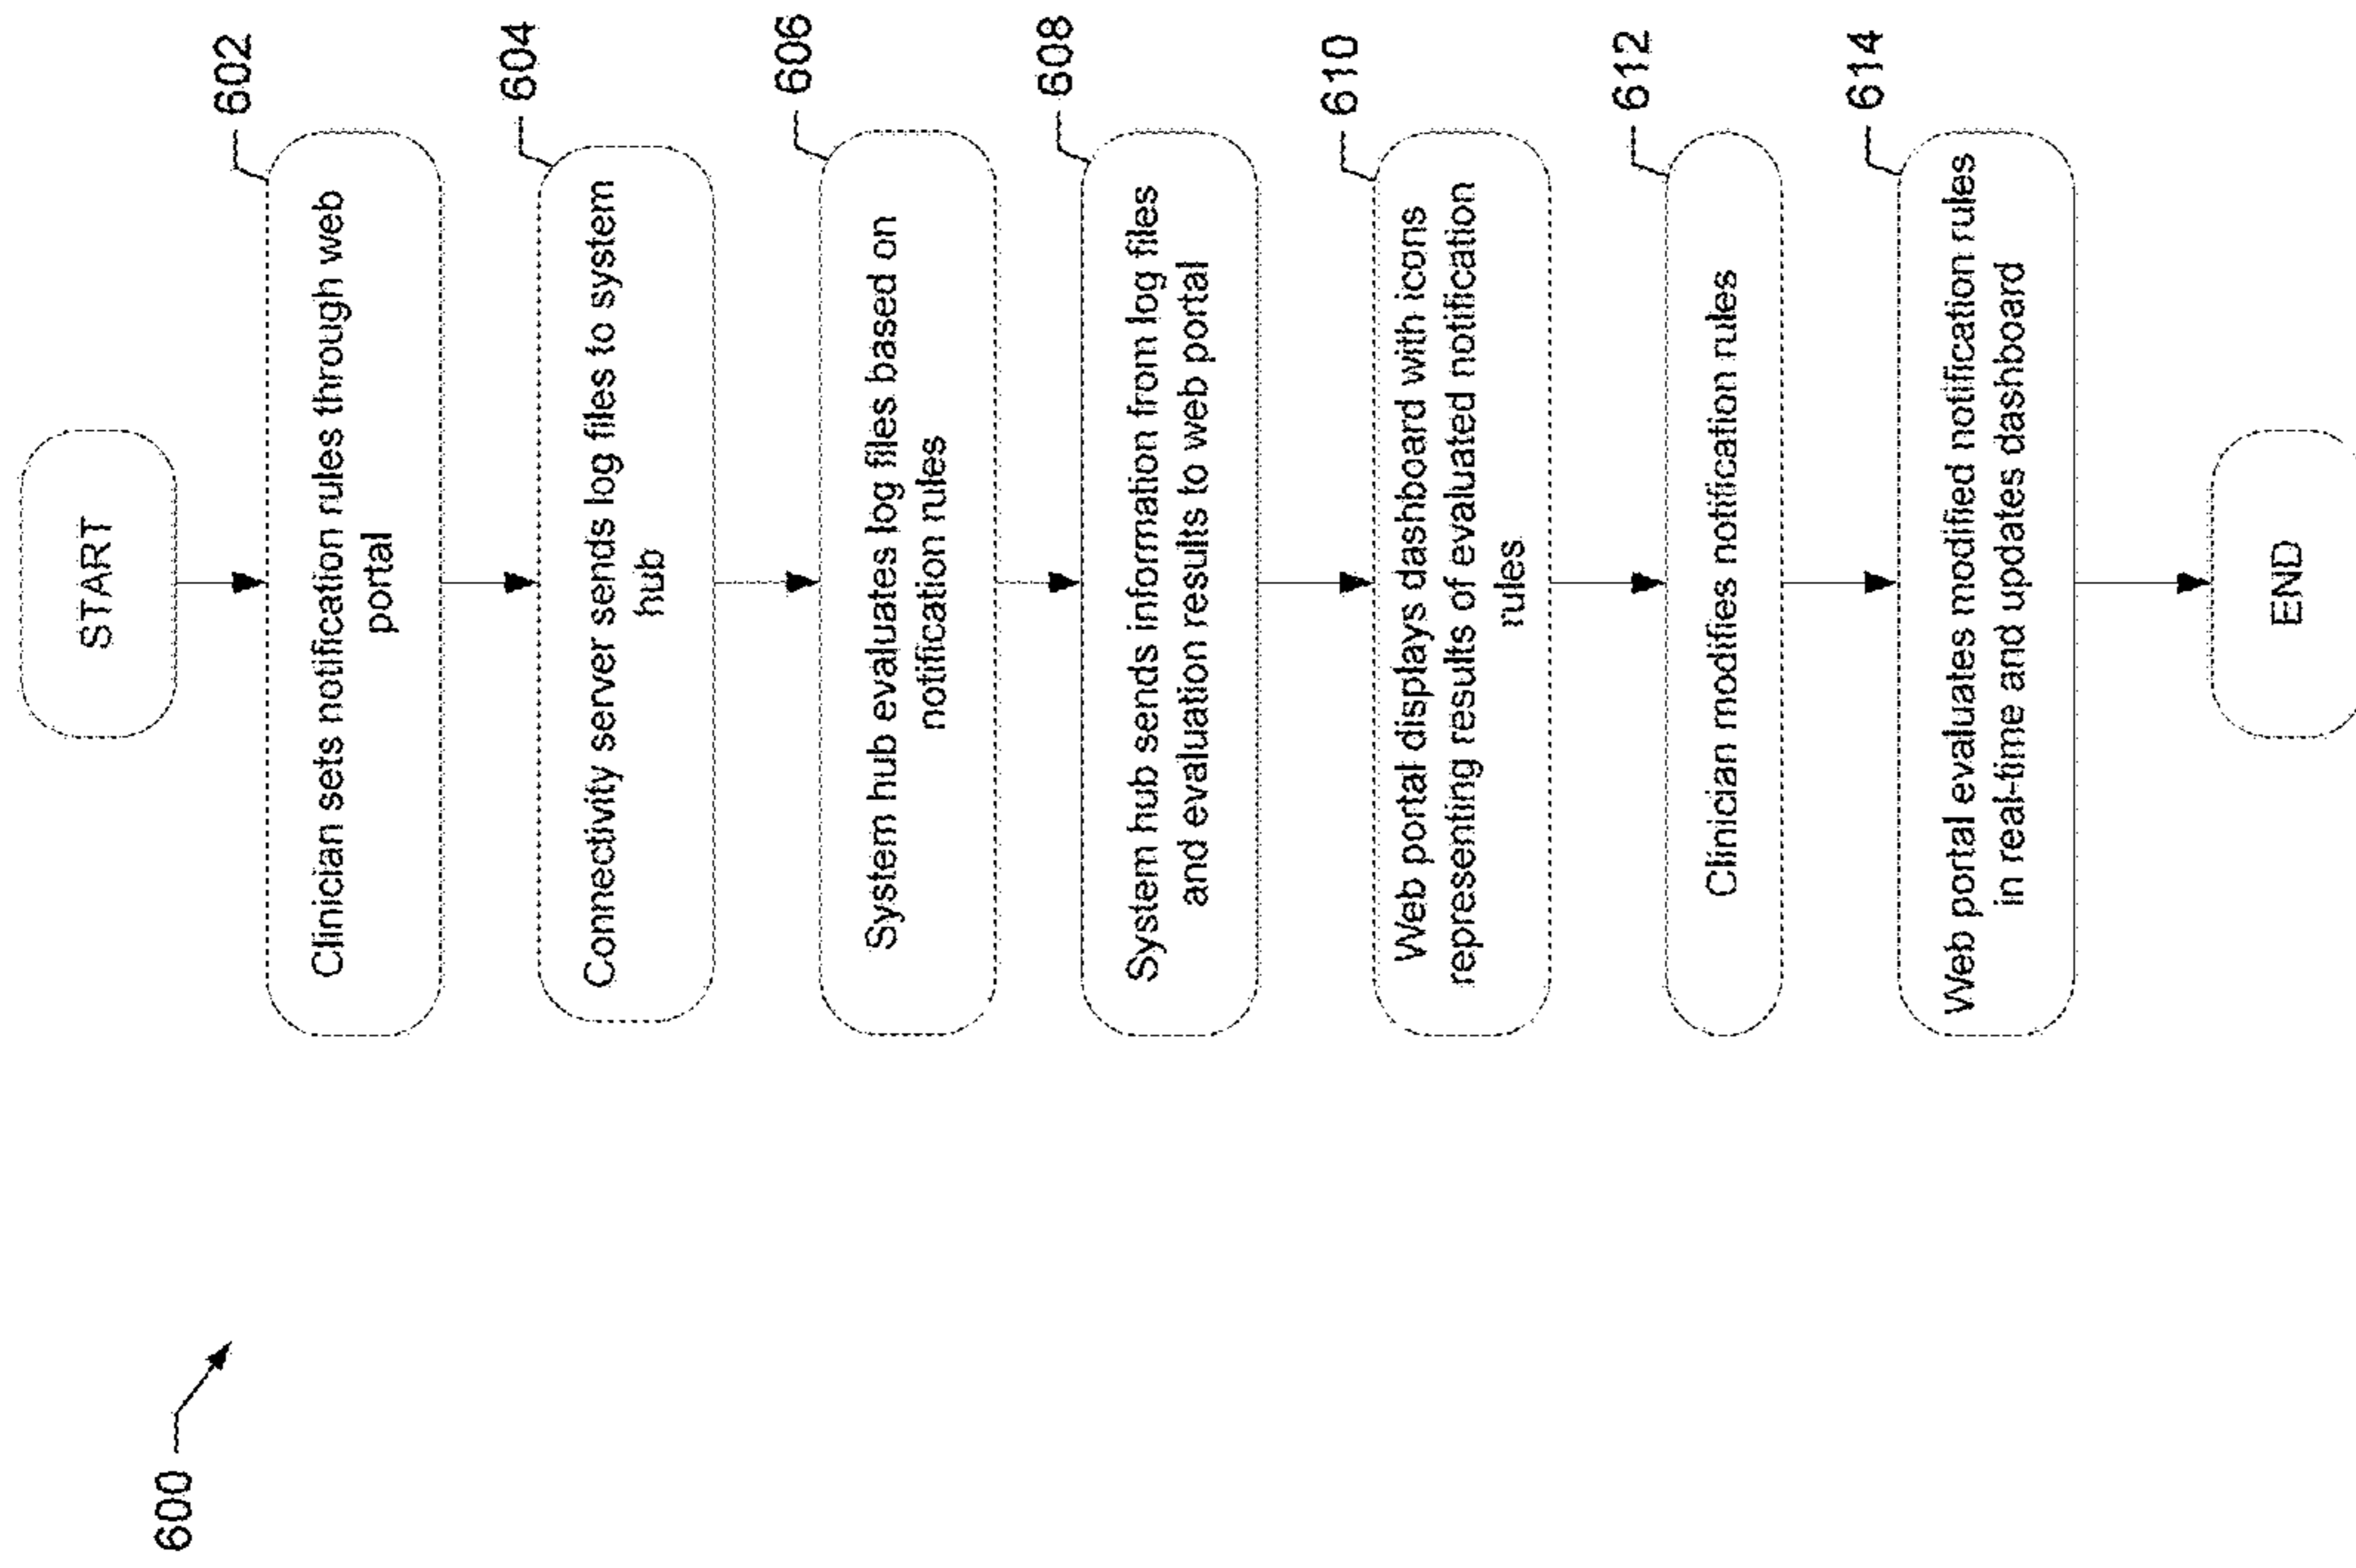 600
START
602
Clinician sets notification rules through web
portal
604
Connectivity server sends log files to system
hub
606
System hub evaluates log files based on
notification rules
608
System hub sends information from log files
and evaluation results to web portal
610
Web portal displays dashboard with icons
representing results of evaluated notification
rules
612
Clinician modifies notification rules
614
Web portal evaluates modified notification rules
in real-time and updates dashboard
END